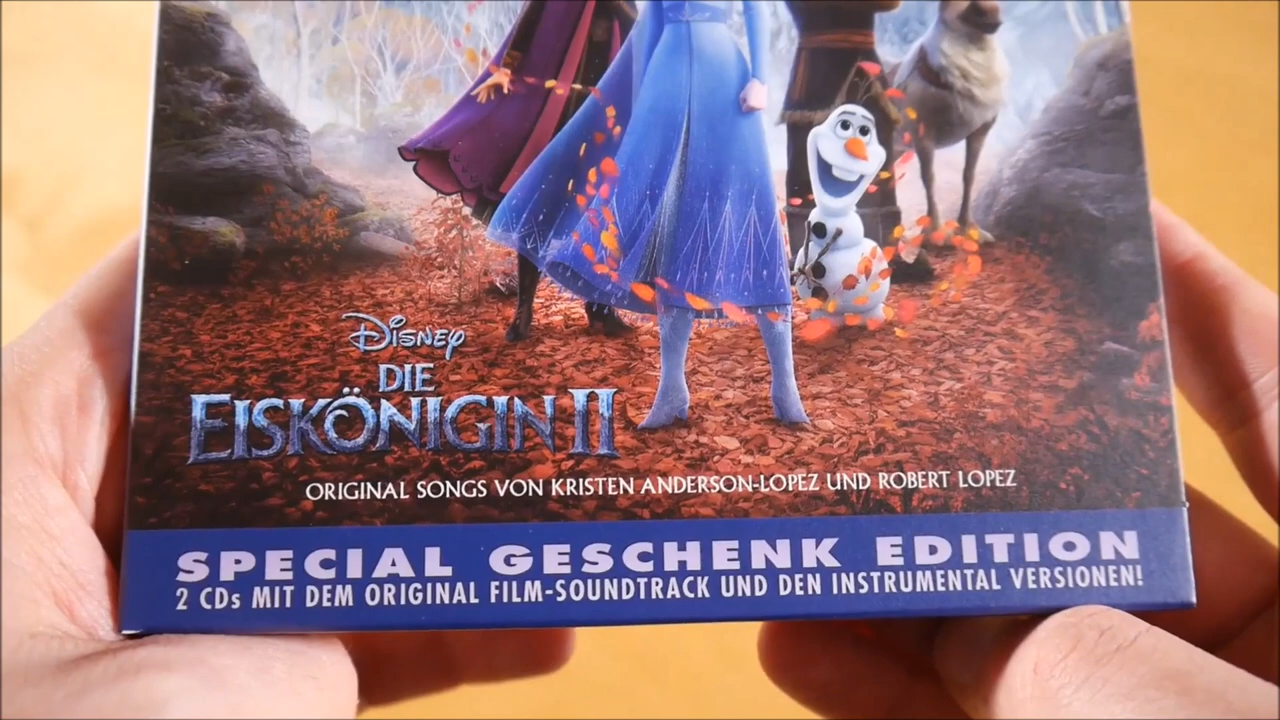 Disney
DIE
EISKÖNIGIN II
ORIGINAL SONGS VON KRISTEN ANDERSON-LOPEZ UND ROBERT LOPEZ
SPECIAL GESCHENK EDITION
2 CDs MIT DEM ORIGINAL FILM-SOUNDTRACK UND DEN INSTRUMENTAL VERSIONEN!